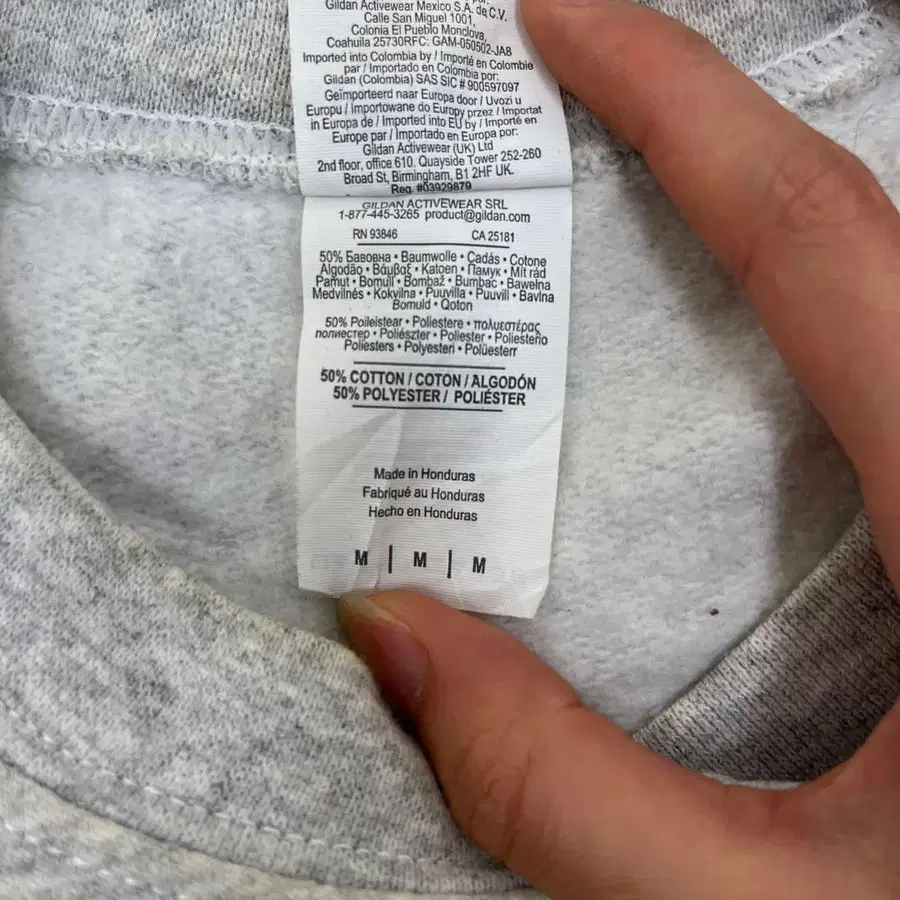 Gildan Activewear Mexico S.A. de C.V.
Calle San Miguel 1001,
Colonia El Pueblo Monclova,
Coahuila 25730RFC: GAM-050502-JA8
Imported into Colombia by / Importé en Colombie
par / Importado en Colombia por:
Gildan (Colombia) SAS SIC # 900597097
Geïmporteerd naar Europa door / Uvozi u
Europu / Importowane do Europy przez / Importat
in Europa de / Imported into EU by / Importé en
Europe par / Importado en Europa por:
Gildan Activewear (UK) Ltd
2nd floor, office 610. Quayside Tower 252-260
Broad St, Birmingham, B1 2HF UK.
Reg. #03929879
GILDAN ACTIVEWEAR SRL
1-877-445-3265 product@gildan.com
RN 93846 CA 25181
50% Бавовна • Baumwolle • Cadás • Cotone
Algodão • Βάμβαξ • Katoen • Памук • Mit rád
Pamut • Bomull • Bombaž • Bumbac • Bawełna
Medvilnės • Kokvilna • Puuvilla • Puuvill • Bavlna
Bomuld • Qoton
50% Poileistear • Poliestere • πολυεστέρας
полиестер • Poliészter • Poliester • Poliesteño
Poliesters • Polyesteri • Polüesterr
50% COTTON / COTON / ALGODÓN
50% POLYESTER / POLIÉSTER
Made in Honduras
Fabriqué au Honduras
Hecho en Honduras
M | M | M